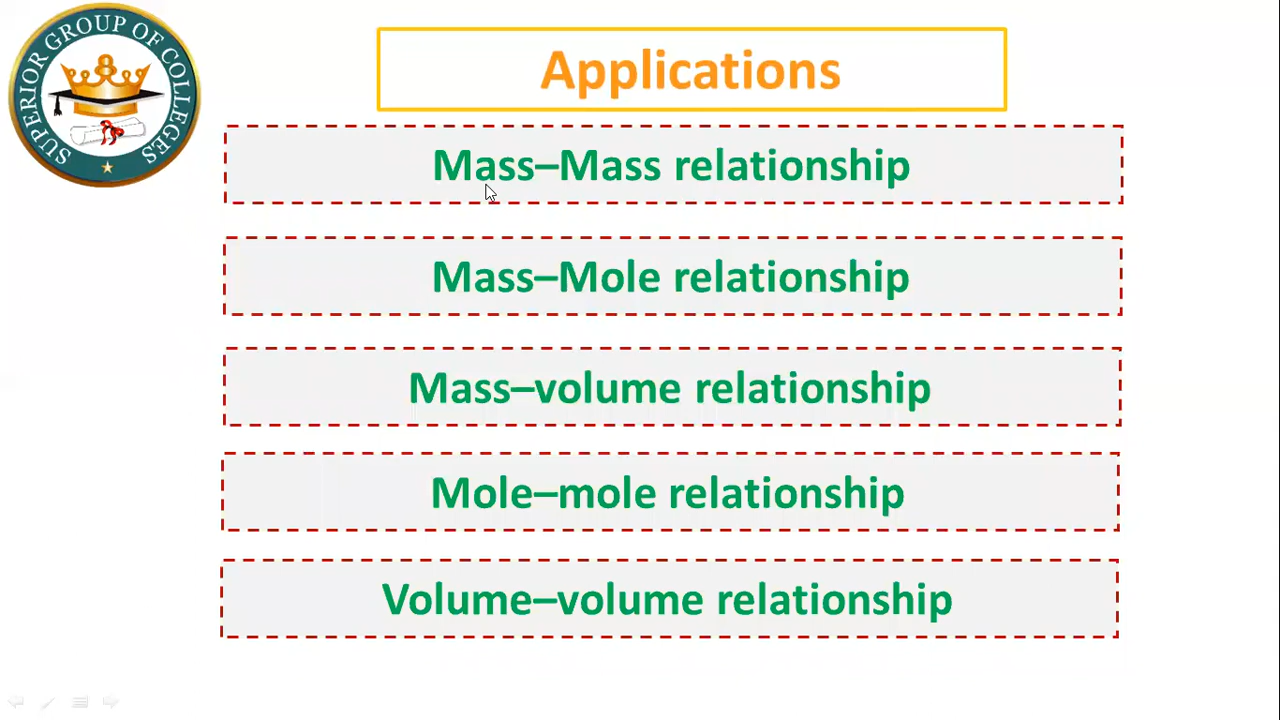 SUPERIOR GROUP OF COLLEGES
Applications
Mass–Mass relationship
Mass–Mole relationship
Mass–volume relationship
Mole–mole relationship
Volume–volume relationship